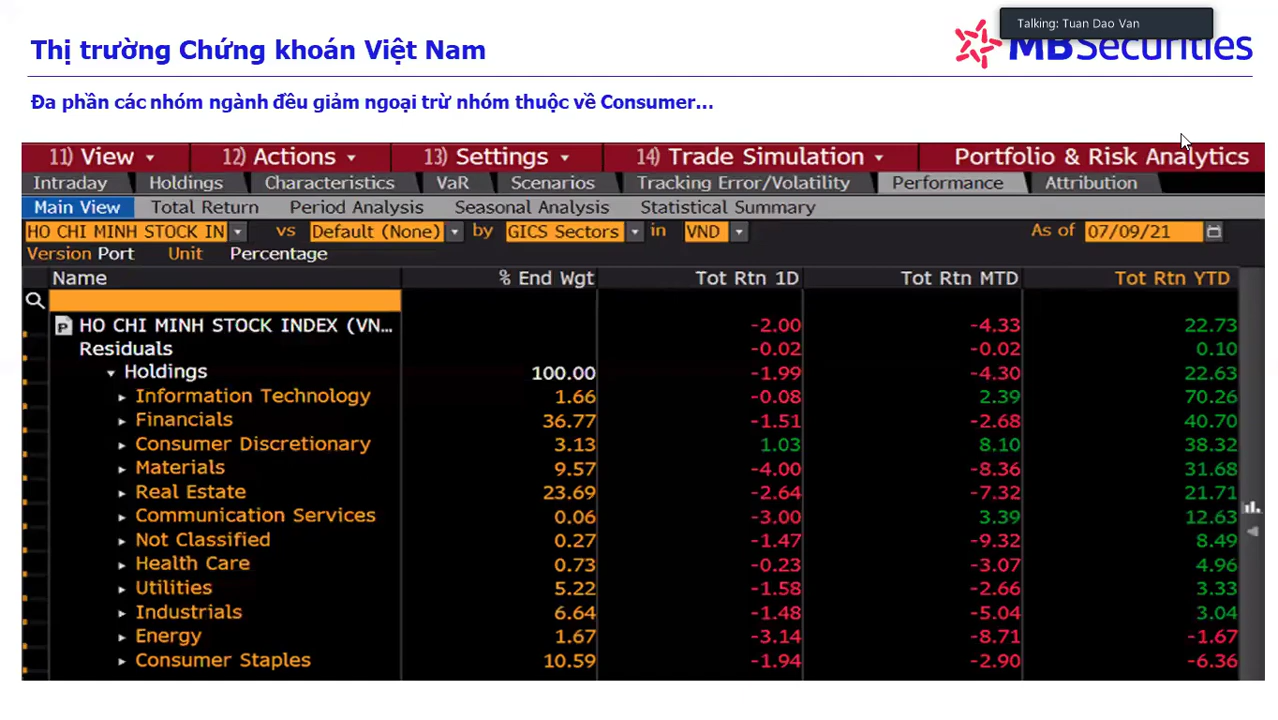 Talking: Tuan Dao Van
Thị trường Chứng khoán Việt Nam
MBSecurities
Đa phần các nhóm ngành đều giảm ngoại trừ nhóm thuộc về Consumer...
11) View 12) Actions 13) Settings 14) Trade Simulation Portfolio & Risk Analytics
Intraday Holdings Characteristics VaR Scenarios Tracking Error/Volatility Performance Attribution
Main View Total Return Period Analysis Seasonal Analysis Statistical Summary
HO CHI MINH STOCK IN vs Default (None) by GICS Sectors in VND As of 07/09/21
Version Port Unit Percentage
Name % End Wgt Tot Rtn 1D Tot Rtn MTD Tot Rtn YTD
P HO CHI MINH STOCK INDEX (VN... -2.00 -4.33 22.73
Residuals -0.02 -0.02 0.10
Holdings 100.00 -1.99 -4.30 22.63
Information Technology 1.66 -0.08 2.39 70.26
Financials 36.77 -1.51 -2.68 40.70
Consumer Discretionary 3.13 1.03 8.10 38.32
Materials 9.57 -4.00 -8.36 31.68
Real Estate 23.69 -2.64 -7.32 21.71
Communication Services 0.06 -3.00 3.39 12.63
Not Classified 0.27 -1.47 -9.32 8.49
Health Care 0.73 -0.23 -3.07 4.96
Utilities 5.22 -1.58 -2.66 3.33
Industrials 6.64 -1.48 -5.04 3.04
Energy 1.67 -3.14 -8.71 -1.67
Consumer Staples 10.59 -1.94 -2.90 -6.36